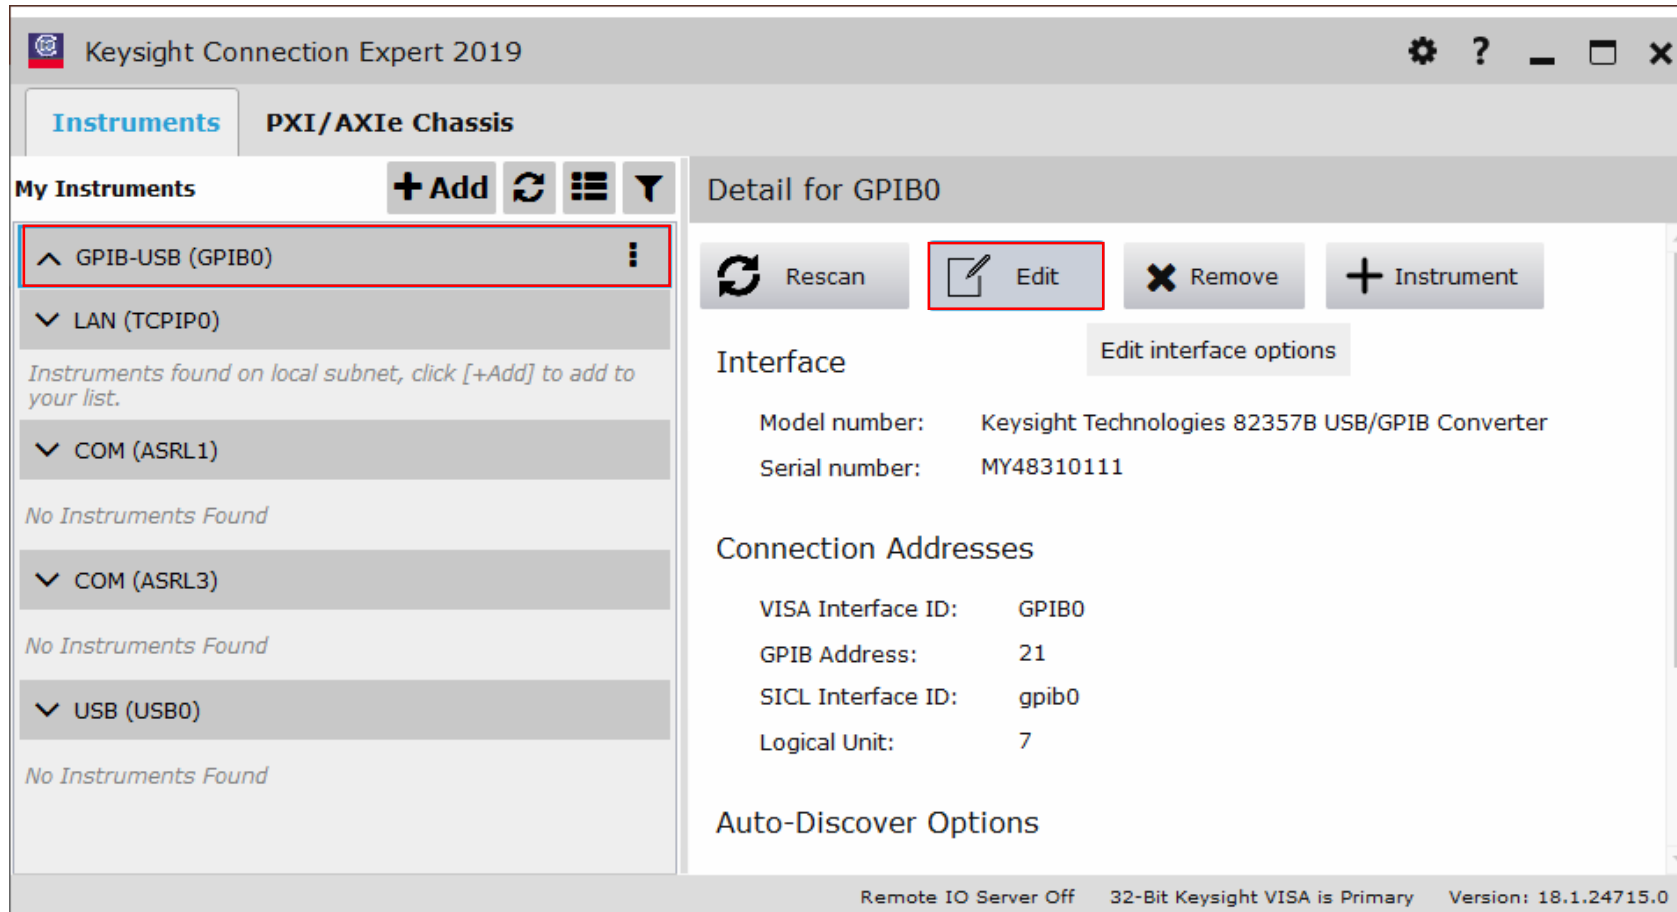 Keysight Connection Expert 2019
?
Instruments
PXI/AXIe Chassis
My Instruments
Add
GPIB-USB (GPIB0)
LAN (TCPIP0)
Instruments found on local subnet, click [+Add] to add to
your list.
COM (ASRL1)
No Instruments Found
COM (ASRL3)
No Instruments Found
USB (USB0)
No Instruments Found
Detail for GPIB0
Rescan
Edit
Remove
Instrument
Edit interface options
Interface
Model number: Keysight Technologies 82357B USB/GPIB Converter
Serial number: MY48310111
Connection Addresses
VISA Interface ID: GPIB0
GPIB Address: 21
SICL Interface ID: gpib0
Logical Unit: 7
Auto-Discover Options
Remote IO Server Off 32-Bit Keysight VISA is Primary Version: 18.1.24715.0